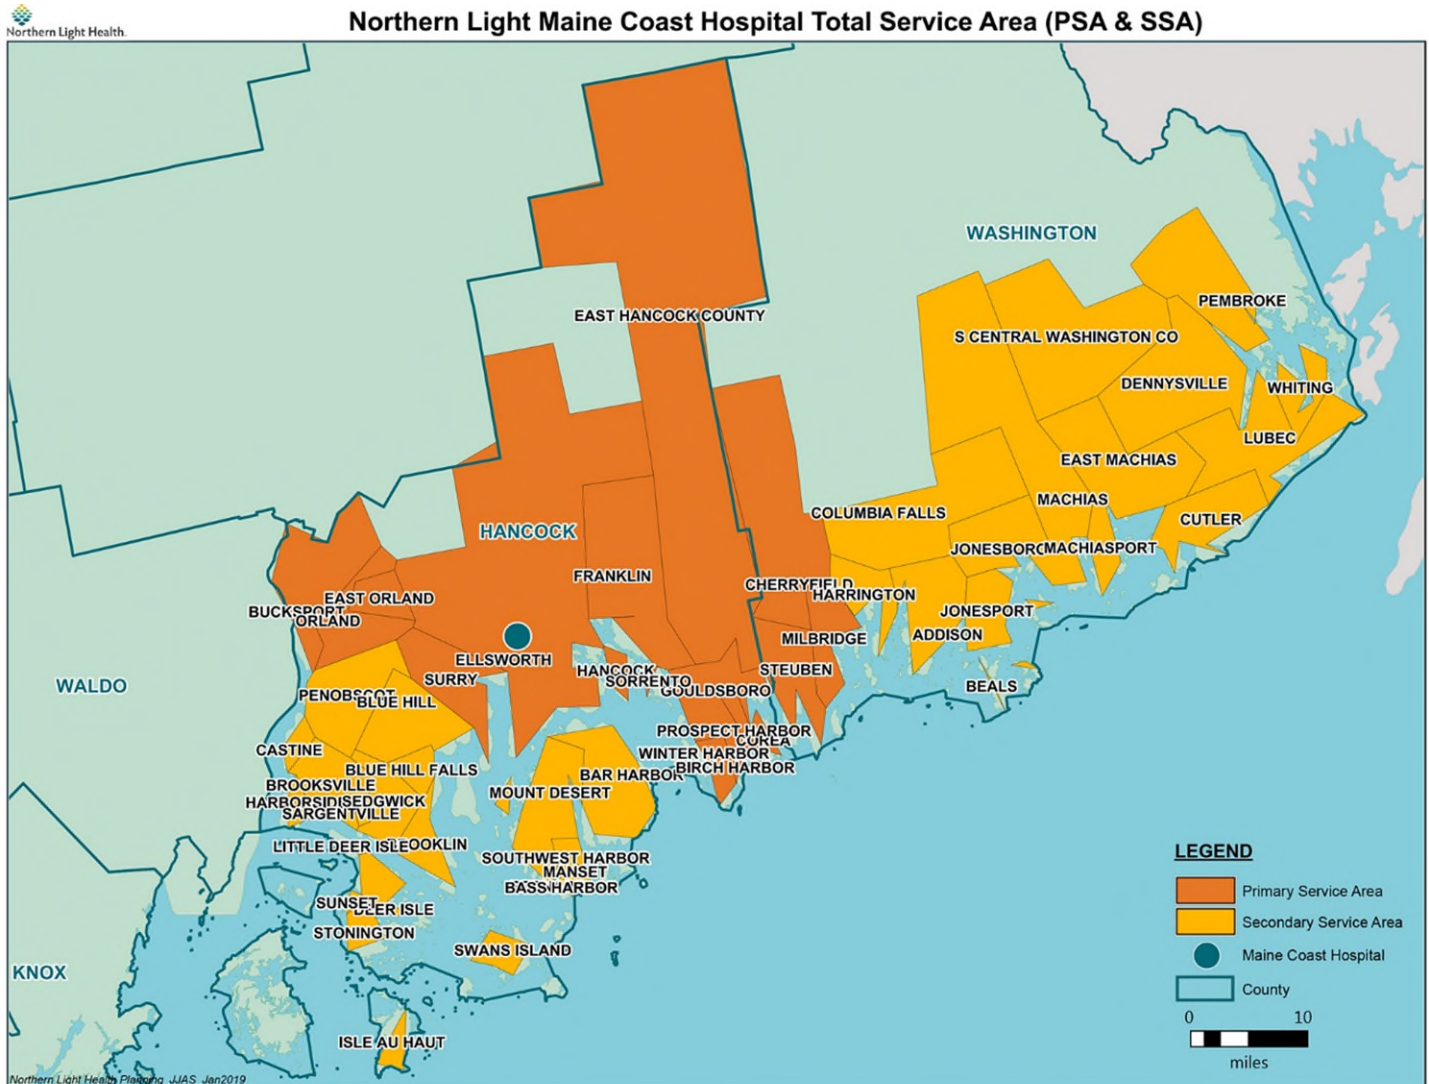 Northern Light Health.
Northern Light Maine Coast Hospital Total Service Area (PSA & SSA)
WASHINGTON
PEMBROKE
EAST HANCOCK COUNTY
S CENTRAL WASHINGTON CO
DENNYSVILLE
WHITING
LUBEC
EAST MACHIAS
MACHIAS
COLUMBIA FALLS
CUTLER
HANCOCK
JONESBORO
MACHIASPORT
FRANKLIN
CHERRYFIELD
HARRINGTON
EAST ORLAND
BUCKSPORT
ORLAND
JONESPORT
ADDISON
MILBRIDGE
ELLSWORTH
HANCOCK
STEUBEN
SURRY
SORRENTO
GOULDSBORO
WALDO
BEALS
PENOBSCOT
BLUE HILL
PROSPECT HARBOR
COREA
CASTINE
WINTER HARBOR
BIRCH HARBOR
BLUE HILL FALLS
BAR HARBOR
BROOKSVILLE
MOUNT DESERT
HARBORSIDE
SEDGWICK
SARGENTVILLE
LITTLE DEER ISLE
OOKLIN
SOUTHWEST HARBOR
MANSET
BASS HARBOR
SUNSET
DEER ISLE
STONINGTON
SWANS ISLAND
KNOX
ISLE AU HAUT
LEGEND
Primary Service Area
Secondary Service Area
Maine Coast Hospital
County
0 10
miles
Northern Light Health Planning JJAS Jan2019